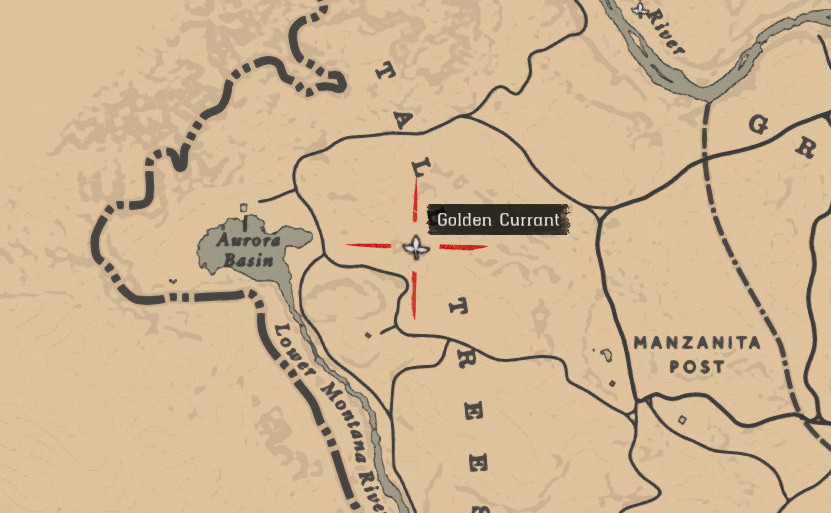 River
T
A
L
G
R
Golden Currant
Aurora
Basin
T
R
E
E
S
MANZANITA
POST
Lower Montana River